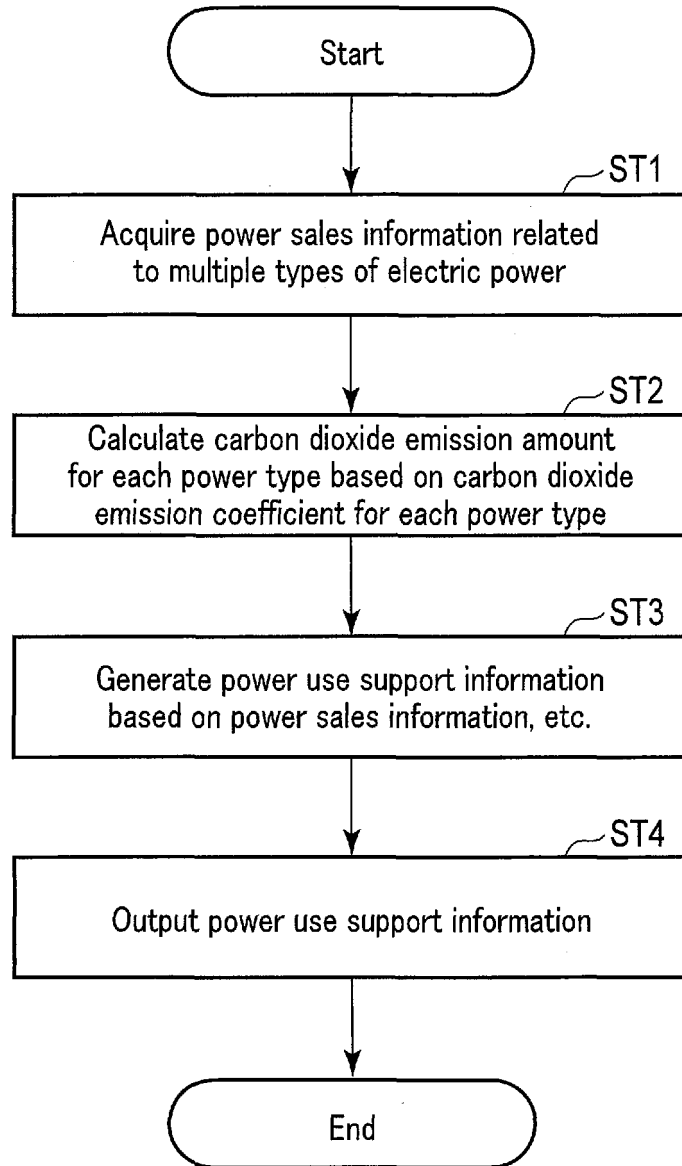 Start
ST1
Acquire power sales information related
to multiple types of electric power
ST2
Calculate carbon dioxide emission amount
for each power type based on carbon dioxide
emission coefficient for each power type
ST3
Generate power use support information
based on power sales information, etc.
ST4
Output power use support information
End